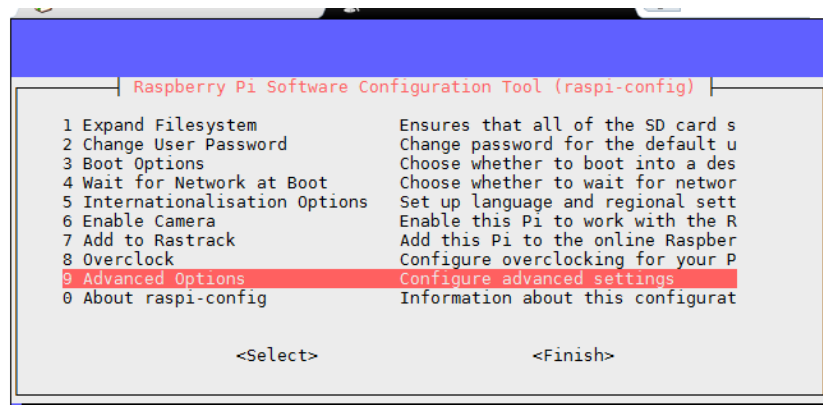 Raspberry Pi Software Configuration Tool (raspi-config)
1 Expand Filesystem Ensures that all of the SD card s
2 Change User Password Change password for the default u
3 Boot Options Choose whether to boot into a des
4 Wait for Network at Boot Choose whether to wait for networ
5 Internationalisation Options Set up language and regional sett
6 Enable Camera Enable this Pi to work with the R
7 Add to Rastrack Add this Pi to the online Raspber
8 Overclock Configure overclocking for your P
9 Advanced Options Configure advanced settings
0 About raspi-config Information about this configurat
<Select> <Finish>